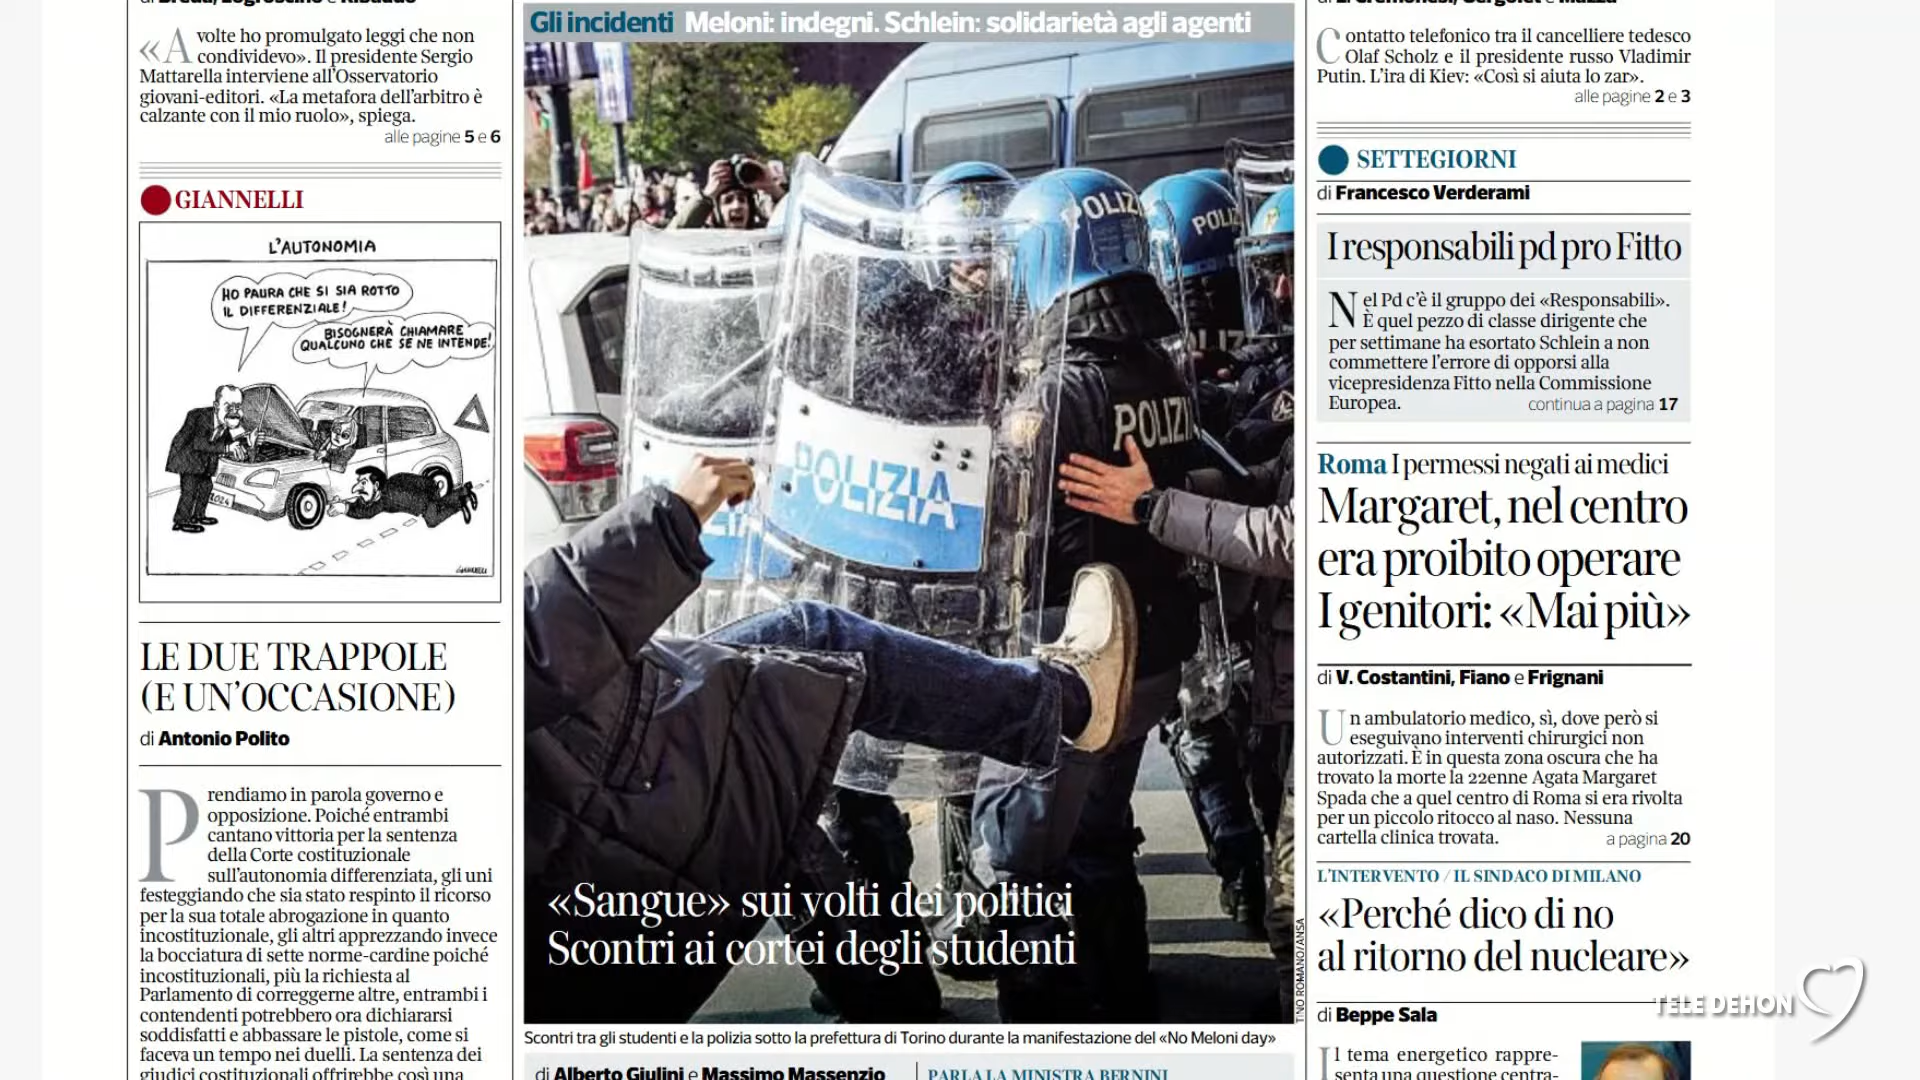 «A volte ho promulgato leggi che non
condividevo». Il presidente Sergio
Mattarella interviene all'Osservatorio
giovani-editori. «La metafora dell'arbitro è
calzante con il mio ruolo», spiega.
alle pagine 5 e 6
GIANNELLI
L'AUTONOMIA
HO PAURA CHE SI SIA ROTTO
IL DIFFERENZIALE!
BISOGNERÀ CHIAMARE
QUALCUNO CHE SE NE INTENDE!
2024
GIANNELLI
LE DUE TRAPPOLE
(E UN'OCCASIONE)
di Antonio Polito
Prendiamo in parola governo e
opposizione. Poiché entrambi
cantano vittoria per la sentenza
della Corte costituzionale
sull'autonomia differenziata, gli uni
festeggiando che sia stato respinto il ricorso
per la sua totale abrogazione in quanto
incostituzionale, gli altri apprezzando invece
la bocciatura di sette norme-cardine poiché
incostituzionali, più la richiesta al
Parlamento di correggerne altre, entrambi i
contendenti potrebbero ora dichiararsi
soddisfatti e abbassare le pistole, come si
faceva un tempo nei duelli. La sentenza dei
giudici costituzionali offrirebbe così una
Gli incidenti Meloni: indegni. Schlein: solidarietà agli agenti
POLIZIA
POLIZIA
POLIZIA
POLIZIA
«Sangue» sui volti dei politici
Scontri ai cortei degli studenti
TINO ROMANO/ANSA
Scontri tra gli studenti e la polizia sotto la prefettura di Torino durante la manifestazione del «No Meloni day»
di Alberto Giulini e Massimo Massenzio
PARLA LA MINISTRA BERNINI
Contatto telefonico tra il cancelliere tedesco
Olaf Scholz e il presidente russo Vladimir
Putin. L'ira di Kiev: «Così si aiuta lo zar».
alle pagine 2 e 3
SETTEGIORNI
di Francesco Verderami
I responsabili pd pro Fitto
Nel Pd c'è il gruppo dei «Responsabili».
È quel pezzo di classe dirigente che
per settimane ha esortato Schlein a non
commettere l'errore di opporsi alla
vicepresidenza Fitto nella Commissione
Europea. continua a pagina 17
Roma I permessi negati ai medici
Margaret, nel centro
era proibito operare
I genitori: «Mai più»
di V. Costantini, Fiano e Frignani
Un ambulatorio medico, sì, dove però si
eseguivano interventi chirurgici non
autorizzati. È in questa zona oscura che ha
trovato la morte la 22enne Agata Margaret
Spada che a quel centro di Roma si era rivolta
per un piccolo ritocco al naso. Nessuna
cartella clinica trovata. a pagina 20
L'INTERVENTO / IL SINDACO DI MILANO
«Perché dico di no
al ritorno del nucleare»
di Beppe Sala
Il tema energetico rappre-
senta una questione centra-
TELE DEHON